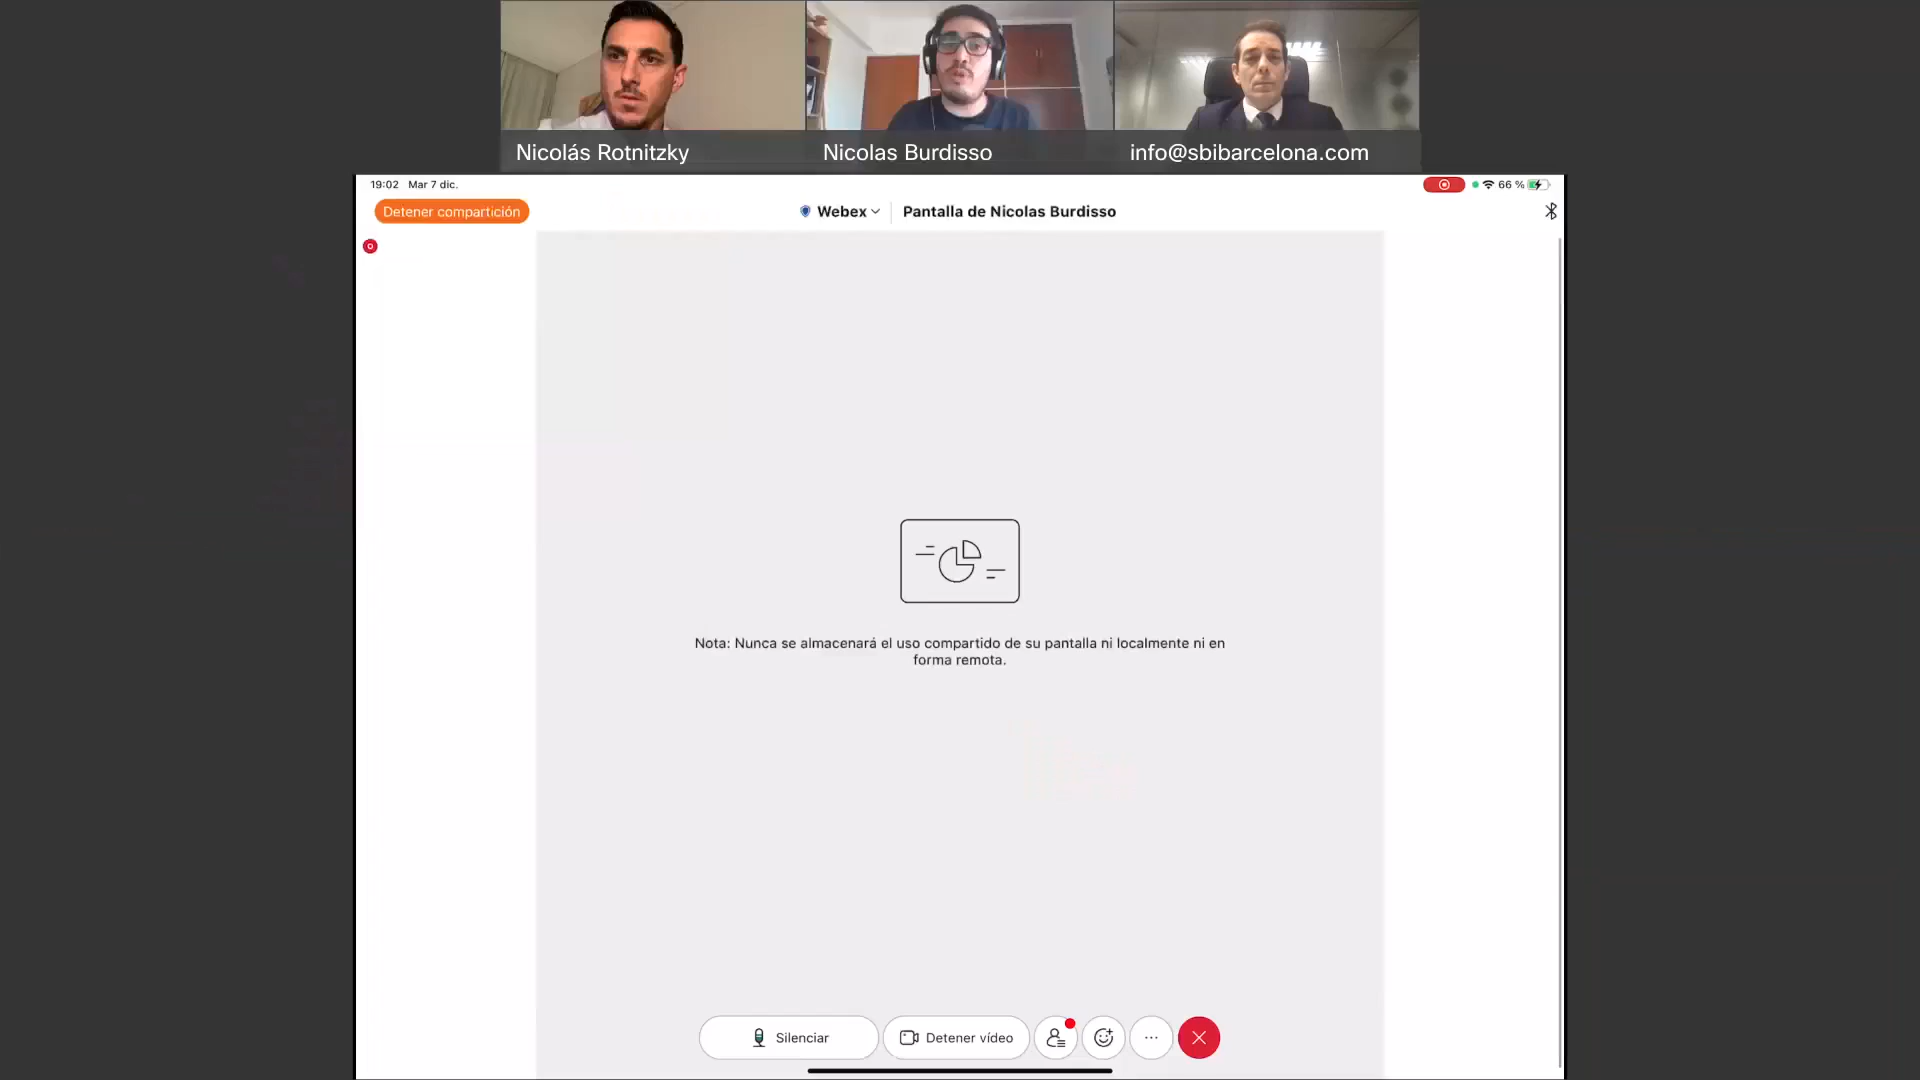 Nicolás Rotnitzky
Nicolas Burdisso
info@sbibarcelona.com
19:02 Mar 7 dic.
66 %
Detener compartición
Webex
Pantalla de Nicolas Burdisso
Nota: Nunca se almacenará el uso compartido de su pantalla ni localmente ni en
forma remota.
Silenciar
Detener vídeo